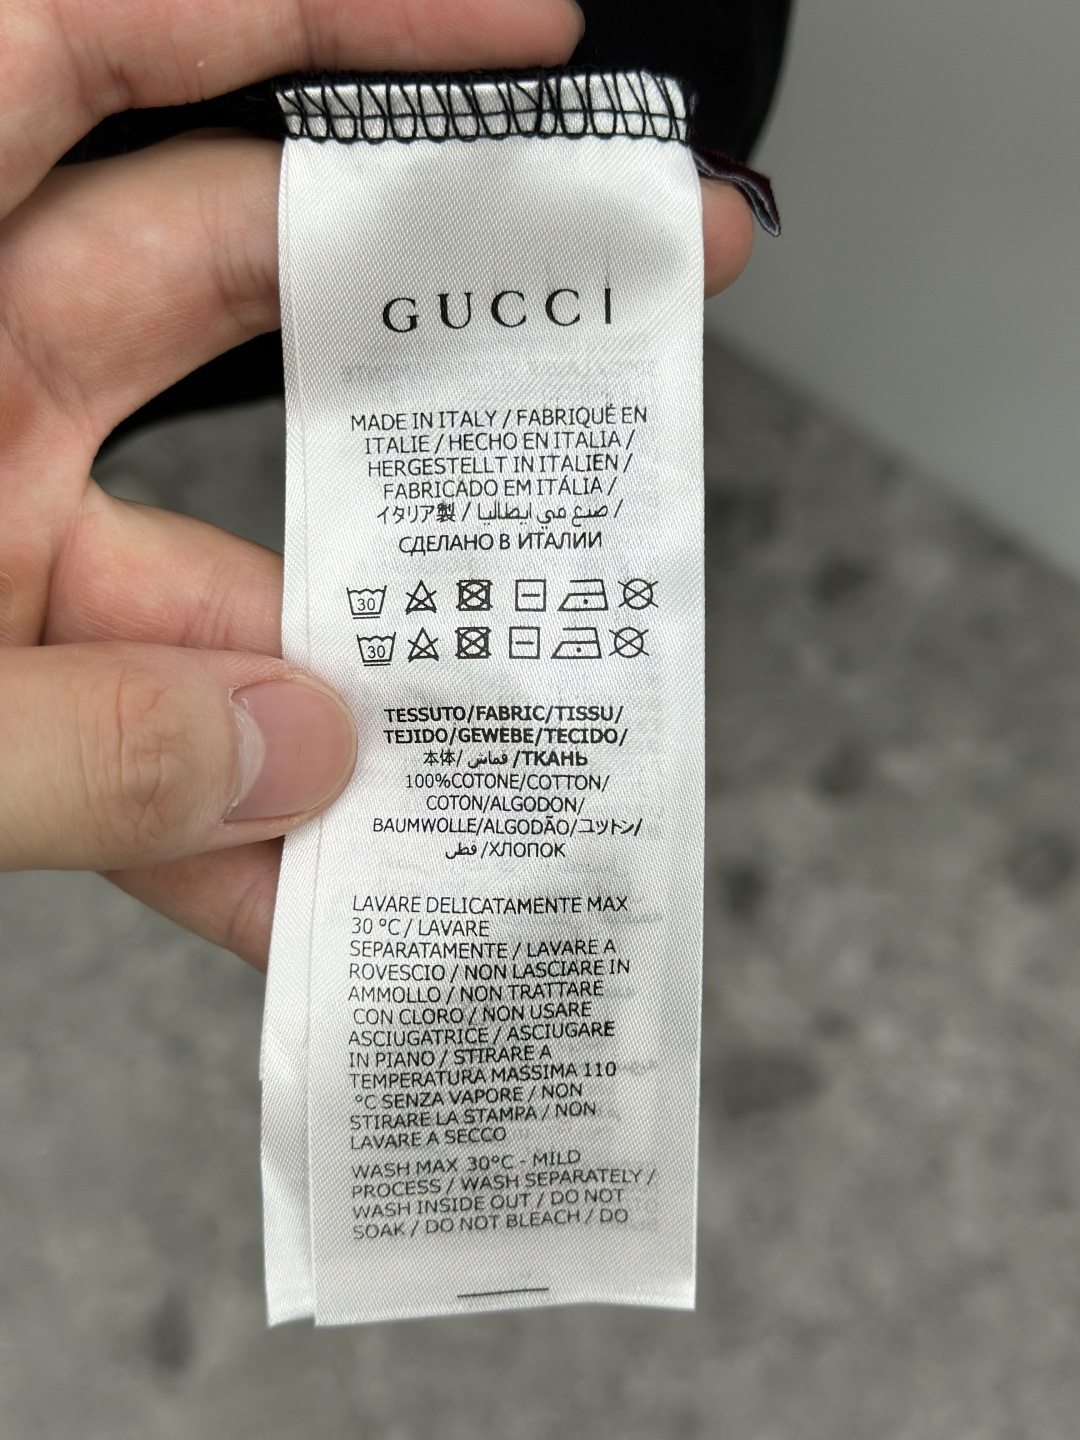 GUCCI
MADE IN ITALY / FABRIQUÉ EN
ITALIE / HECHO EN ITALIA /
HERGESTELLT IN ITALIEN /
FABRICADO EM ITÁLIA /
イタリア製 / صنع في ايطاليا /
СДЕЛАНО В ИТАЛИИ
30
30
TESSUTO/FABRIC/TISSU/
TEJIDO/GEWEBE/TECIDO/
本体/ قماش /ТКАНЬ
100%COTONE/COTTON/
COTON/ALGODON/
BAUMWOLLE/ALGODÃO/コットン/
قطن /ХЛОПОК
LAVARE DELICATAMENTE MAX
30 °C / LAVARE
SEPARATAMENTE / LAVARE A
ROVESCIO / NON LASCIARE IN
AMMOLLO / NON TRATTARE
CON CLORO / NON USARE
ASCIUGATRICE / ASCIUGARE
IN PIANO / STIRARE A
TEMPERATURA MASSIMA 110
°C SENZA VAPORE / NON
STIRARE LA STAMPA / NON
LAVARE A SECCO
WASH MAX 30°C - MILD
PROCESS / WASH SEPARATELY /
WASH INSIDE OUT / DO NOT
SOAK / DO NOT BLEACH / DO